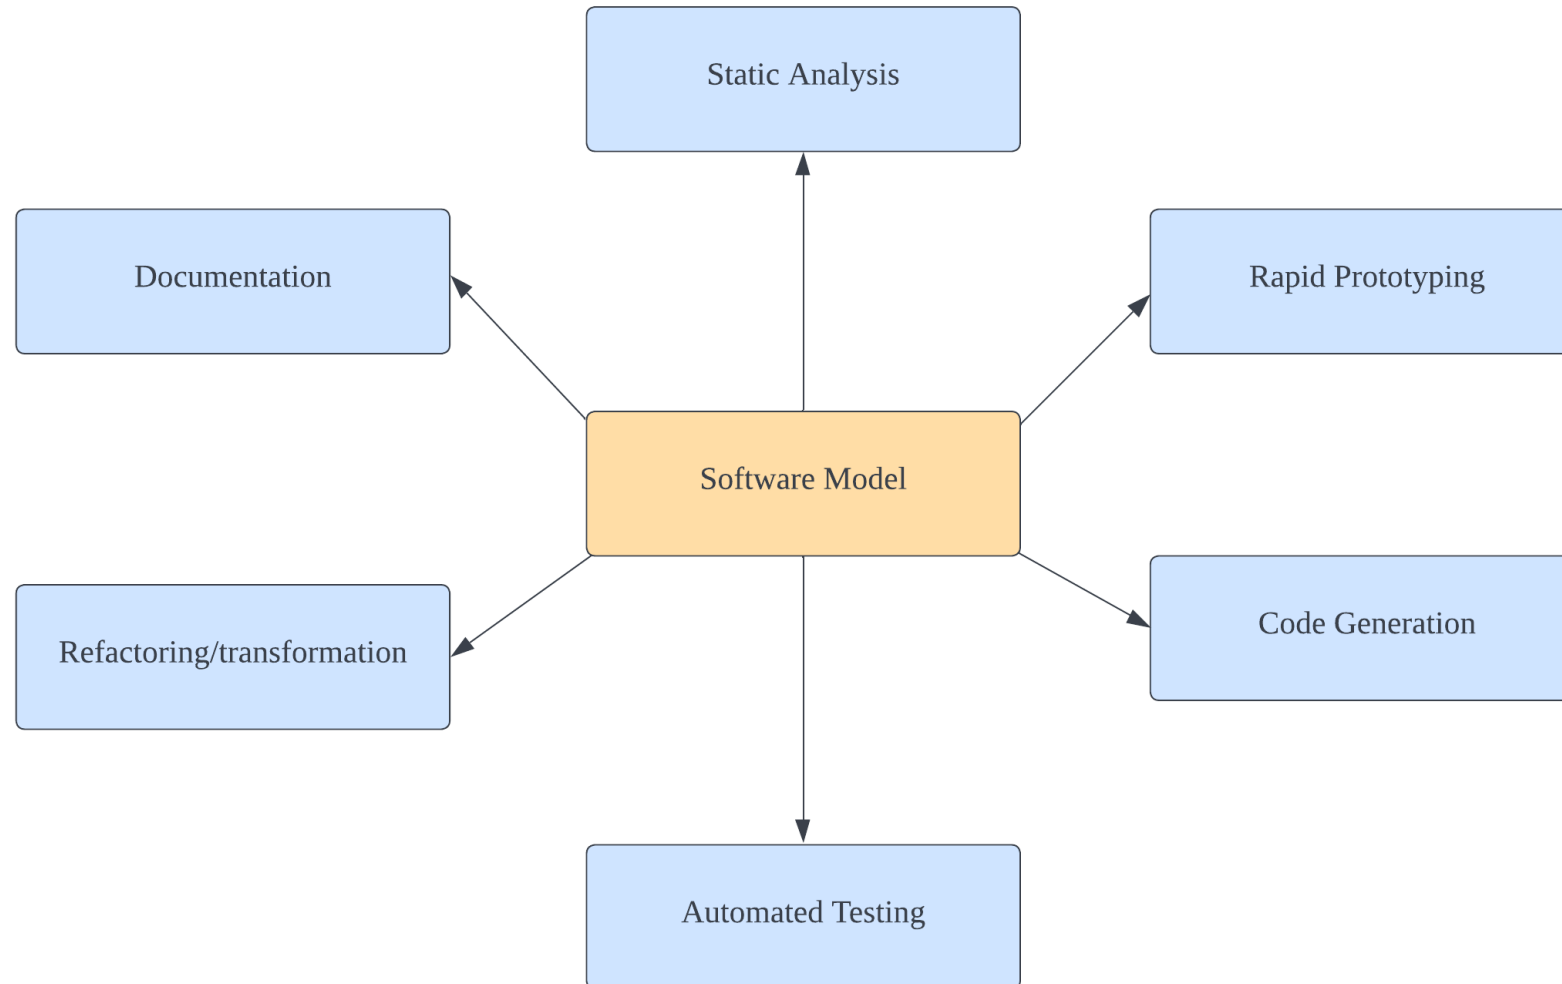 Static Analysis
Documentation
Rapid Prototyping
Software Model
Code Generation
Refactoring/transformation
Automated Testing